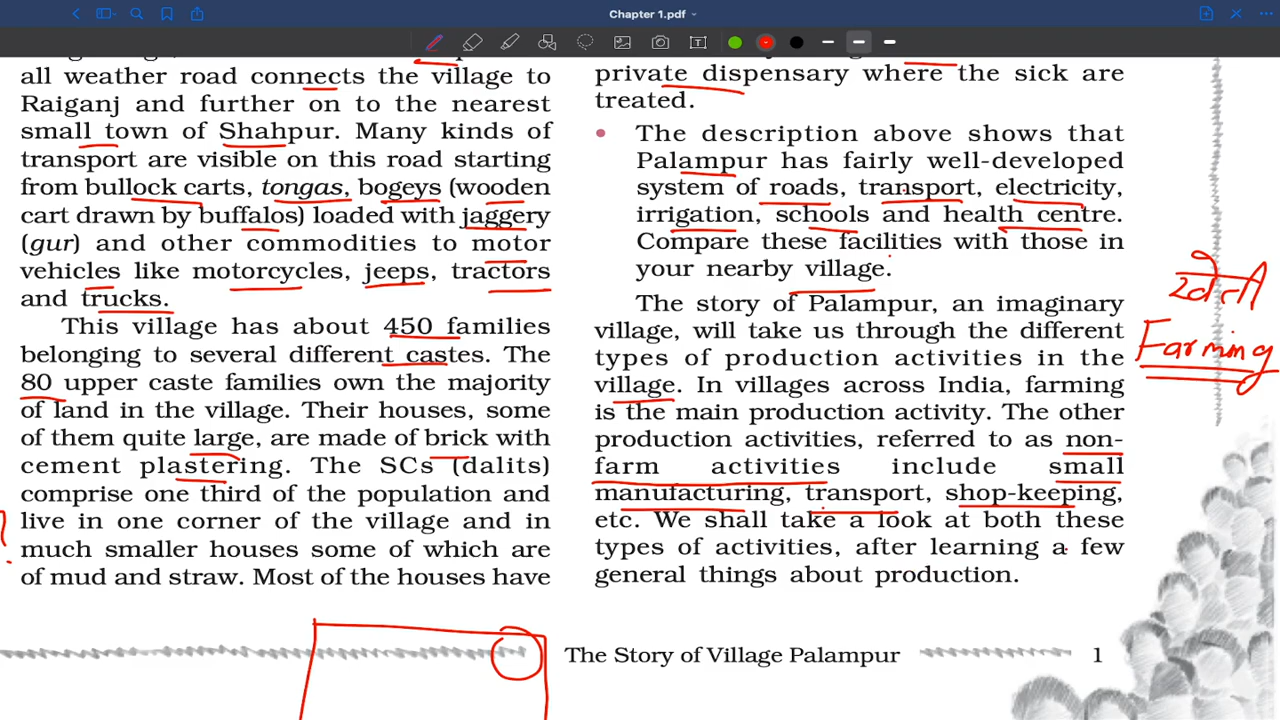 Chapter 1.pdf
all weather road connects the village to
Raiganj and further on to the nearest
small town of Shahpur. Many kinds of
transport are visible on this road starting
from bullock carts, tongas, bogeys (wooden
cart drawn by buffalos) loaded with jaggery
(gur) and other commodities to motor
vehicles like motorcycles, jeeps, tractors
and trucks.
This village has about 450 families
belonging to several different castes. The
80 upper caste families own the majority
of land in the village. Their houses, some
of them quite large, are made of brick with
cement plastering. The SCs (dalits)
comprise one third of the population and
live in one corner of the village and in
much smaller houses some of which are
of mud and straw. Most of the houses have
private dispensary where the sick are
treated.
• The description above shows that
Palampur has fairly well-developed
system of roads, transport, electricity,
irrigation, schools and health centre.
Compare these facilities with those in
your nearby village.
The story of Palampur, an imaginary
village, will take us through the different
types of production activities in the
village. In villages across India, farming
is the main production activity. The other
production activities, referred to as non-
farm activities include small
manufacturing, transport, shop-keeping,
etc. We shall take a look at both these
types of activities, after learning a few
general things about production.
Farming
The Story of Village Palampur
1